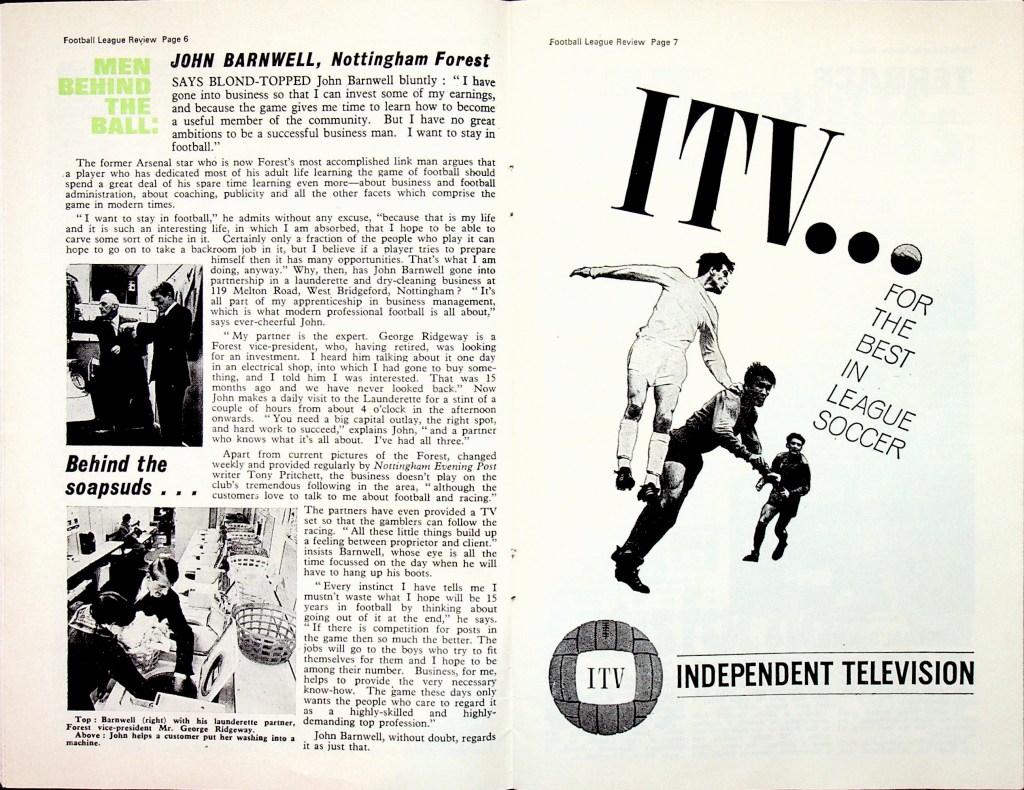 Football League Review Page 6
MEN
BEHIND
THE
BALL:
JOHN BARNWELL, Nottingham Forest
SAYS BLOND-TOPPED John Barnwell bluntly : “ I have
gone into business so that I can invest some of my earnings,
and because the game gives me time to learn how to become
a useful member of the community. But I have no great
ambitions to be a successful business man. I want to stay in
football.”
The former Arsenal star who is now Forest's most accomplished link man argues that
a player who has dedicated most of his adult life learning the game of football should
spend a great deal of his spare time learning even more—about business and football
administration, about coaching, publicity and all the other facets which comprise the
game in modern times.
“ I want to stay in football,” he admits without any excuse, “because that is my life
and it is such an interesting life, in which I am absorbed, that I hope to be able to
carve some sort of niche in it. Certainly only a fraction of the people who play it can
hope to go on to take a backroom job in it, but I believe if a player tries to prepare
himself then it has many opportunities. That's what I am
doing, anyway.” Why, then, has John Barnwell gone into
partnership in a launderette and dry-cleaning business at
119 Melton Road, West Bridgeford, Nottingham ? “ It's
all part of my apprenticeship in business management,
which is what modern professional football is all about,”
says ever-cheerful John.
“ My partner is the expert. George Ridgeway is a
Forest vice-president, who, having retired, was looking
for an investment. I heard him talking about it one day
in an electrical shop, into which I had gone to buy some-
thing, and I told him I was interested. That was 15
months ago and we have never looked back.” Now
John makes a daily visit to the Launderette for a stint of a
couple of hours from about 4 o'clock in the afternoon
onwards. “ You need a big capital outlay, the right spot,
and hard work to succeed,” explains John, “ and a partner
who knows what it's all about. I've had all three.”
Behind the
soapsuds . . .
Apart from current pictures of the Forest, changed
weekly and provided regularly by Nottingham Evening Post
writer Tony Pritchett, the business doesn't play on the
club's tremendous following in the area, “ although the
customers love to talk to me about football and racing.”
The partners have even provided a TV
set so that the gamblers can follow the
racing. “ All these little things build up
a feeling between proprietor and client.”
insists Barnwell, whose eye is all the
time focussed on the day when he will
have to hang up his boots.
“ Every instinct I have tells me I
mustn't waste what I hope will be 15
years in football by thinking about
going out of it at the end,” he says.
“ If there is competition for posts in
the game then so much the better. The
jobs will go to the boys who try to fit
themselves for them and I hope to be
among their number. Business, for me,
helps to provide the very necessary
know-how. The game these days only
wants the people who care to regard it
as a highly-skilled and highly-
demanding top profession.”
John Barnwell, without doubt, regards
it as just that.
Top : Barnwell (right) with his launderette partner,
Forest vice-president Mr. George Ridgeway.
Above : John helps a customer put her washing into a
machine.
Football League Review Page 7
ITV...
FOR
THE
BEST
IN
LEAGUE
SOCCER
ITV
INDEPENDENT TELEVISION